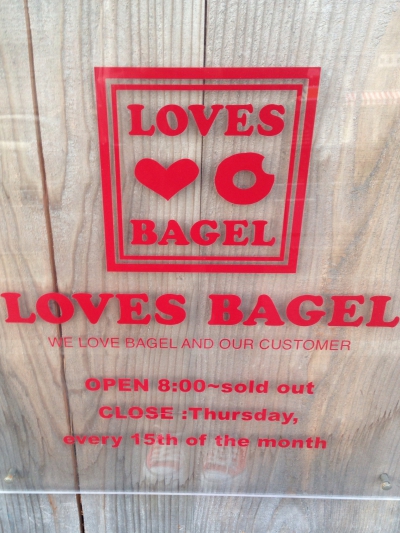 LOVES
BAGEL
LOVES BAGEL
WE LOVE BAGEL AND OUR CUSTOMER
OPEN 8:00~sold out
CLOSE :Thursday,
every 15th of the month